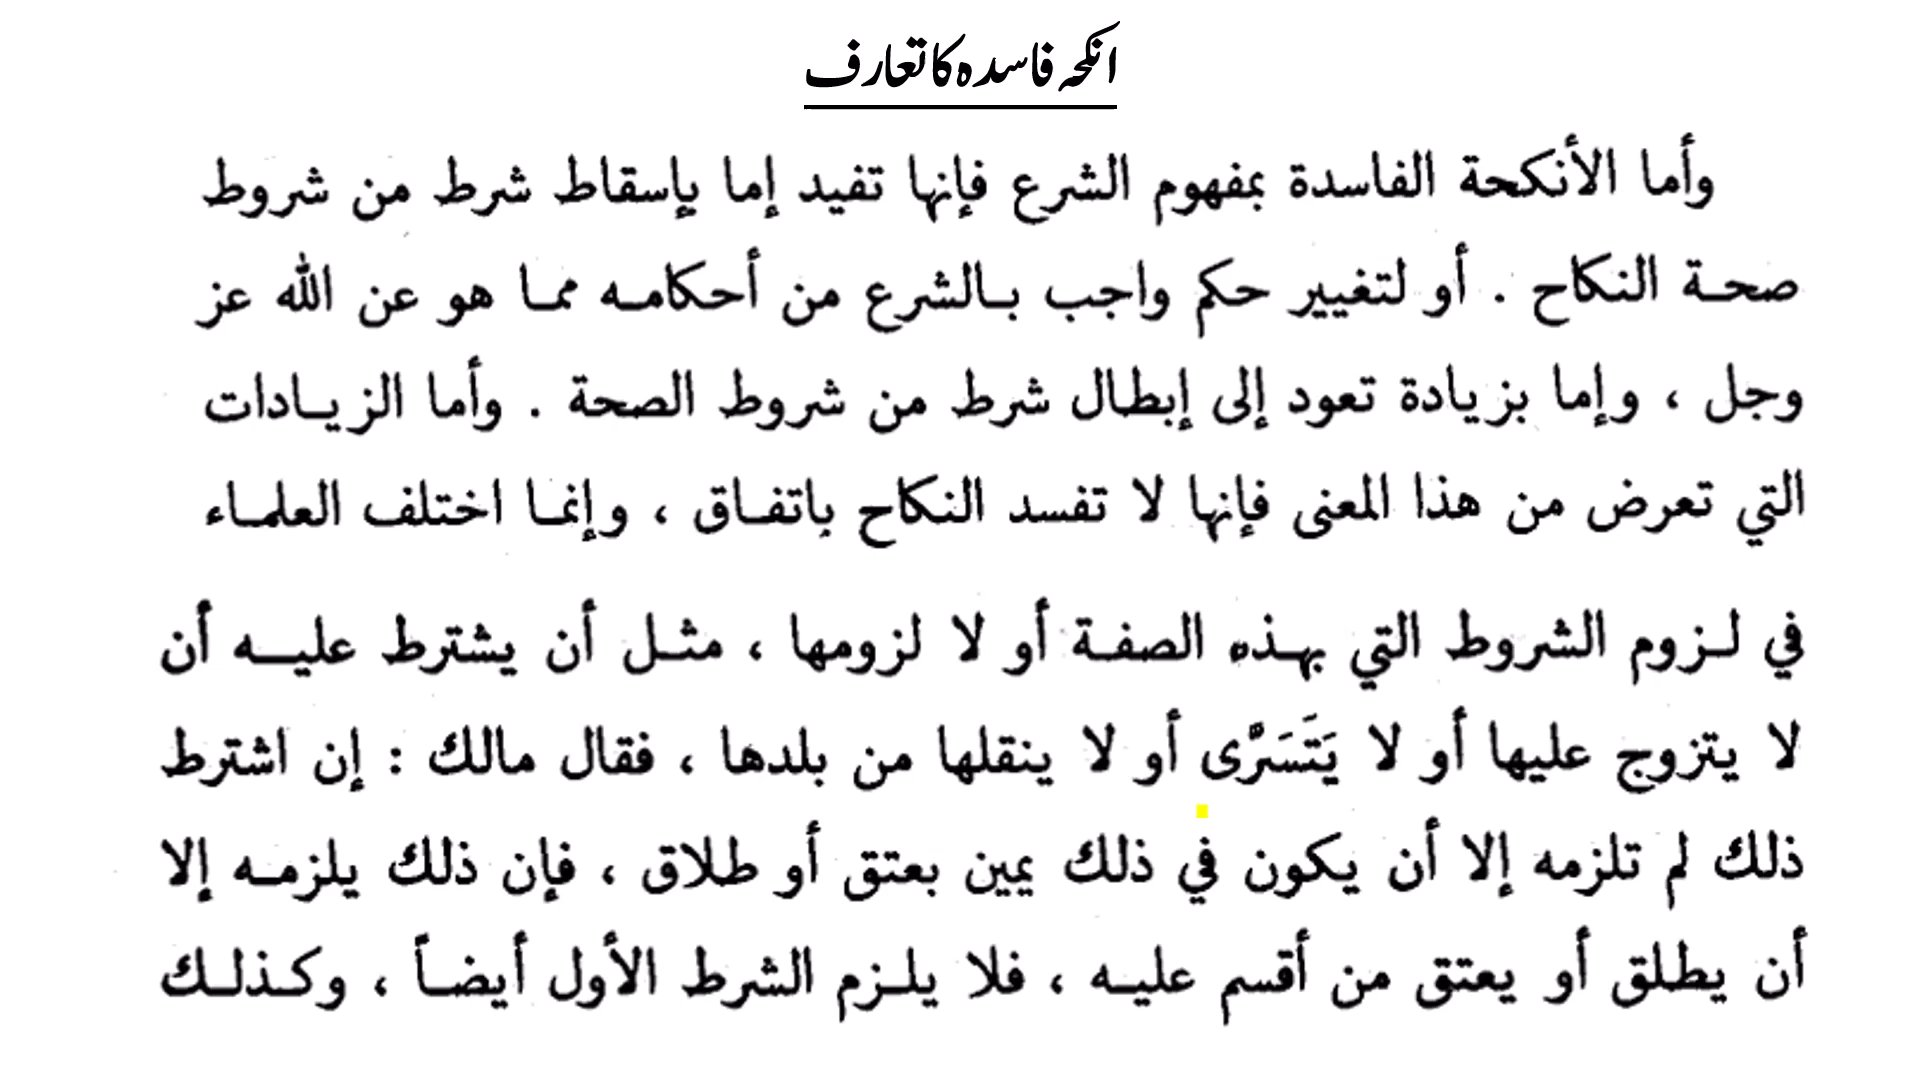 انکحہ فاسدہ کا تعارف
وأما الأنكحة الفاسدة بمفهوم الشرع فإنها تفيد إما بإسقاط شرط من شروط
صحة النكاح . أو لتغيير حكم واجب بالشرع من أحكامه مما هو عن الله عز
وجل ، وإما بزيادة تعود إلى إبطال شرط من شروط الصحة . وأما الزيادات
التي تعرض من هذا المعنى فإنها لا تفسد النكاح باتفاق ، وإنما اختلف العلماء
في لزوم الشروط التي بهذه الصفة أو لا لزومها ، مثل أن يشترط عليه أن
لا يتزوج عليها أو لا يَتَسَرَّى أو لا ينقلها من بلدها ، فقال مالك : إن اشترط
ذلك لم تلزمه إلا أن يكون في ذلك يمين بعتق أو طلاق ، فإن ذلك يلزمه إلا
أن يطلق أو يعتق من أقسم عليه ، فلا يلزم الشرط الأول أيضاً ، وكذلك